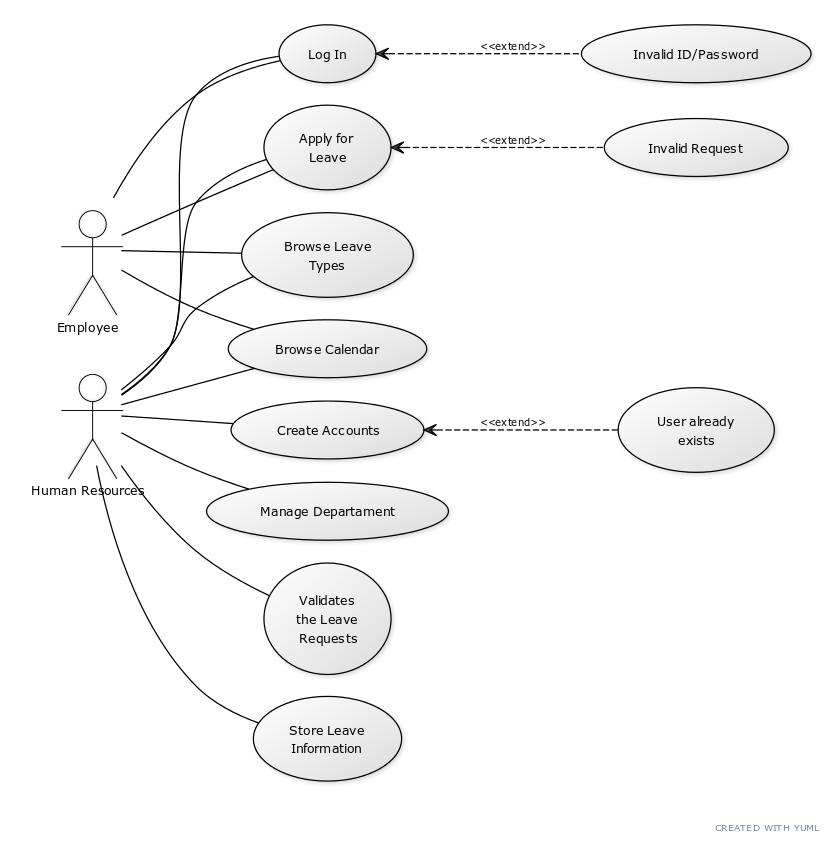 Log In
<<extend>>
Invalid ID/Password
Apply for
Leave
<<extend>>
Invalid Request
Browse Leave
Types
Employee
Browse Calendar
Create Accounts
<<extend>>
User already
exists
Human Resources
Manage Departament
Validates
the Leave
Requests
Store Leave
Information
CREATED WITH YUML